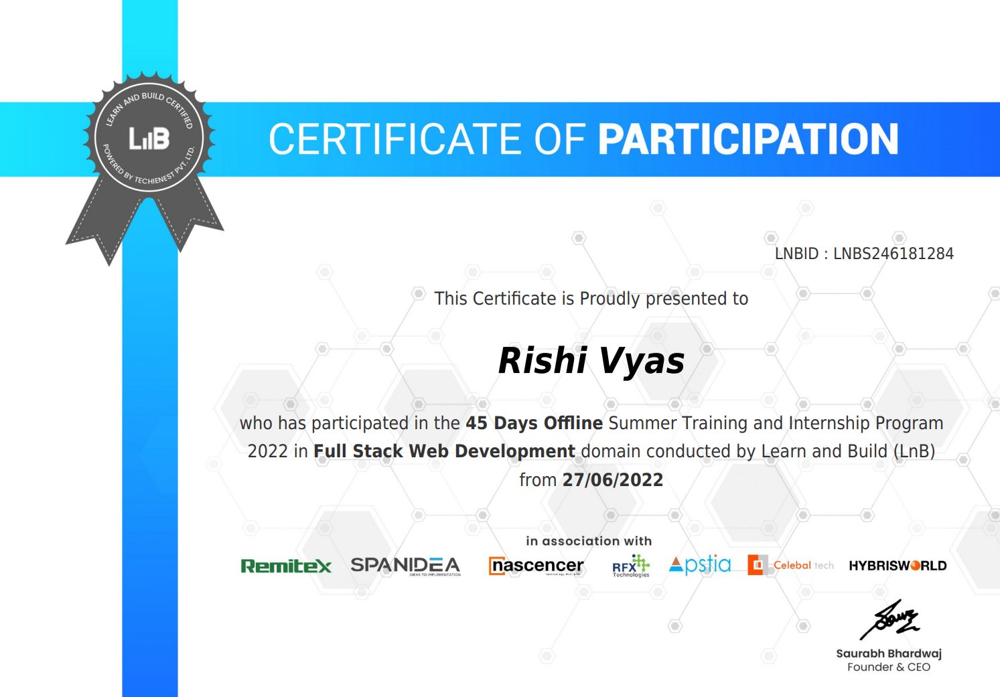 LEARN AND BUILD CERTIFIED
LnB
POWERED BY TECHIENEST PVT. LTD.
CERTIFICATE OF PARTICIPATION
LNBID : LNBS246181284
This Certificate is Proudly presented to
Rishi Vyas
who has participated in the 45 Days Offline Summer Training and Internship Program
2022 in Full Stack Web Development domain conducted by Learn and Build (LnB)
from 27/06/2022
in association with
Remitex SPANIDEA nascencer RFX Apstia Celebal tech HYBRISWORLD
IDEAS TO IMPLEMENTATION technology Pvt. Ltd. Technologies
Saurabh Bhardwaj
Founder & CEO